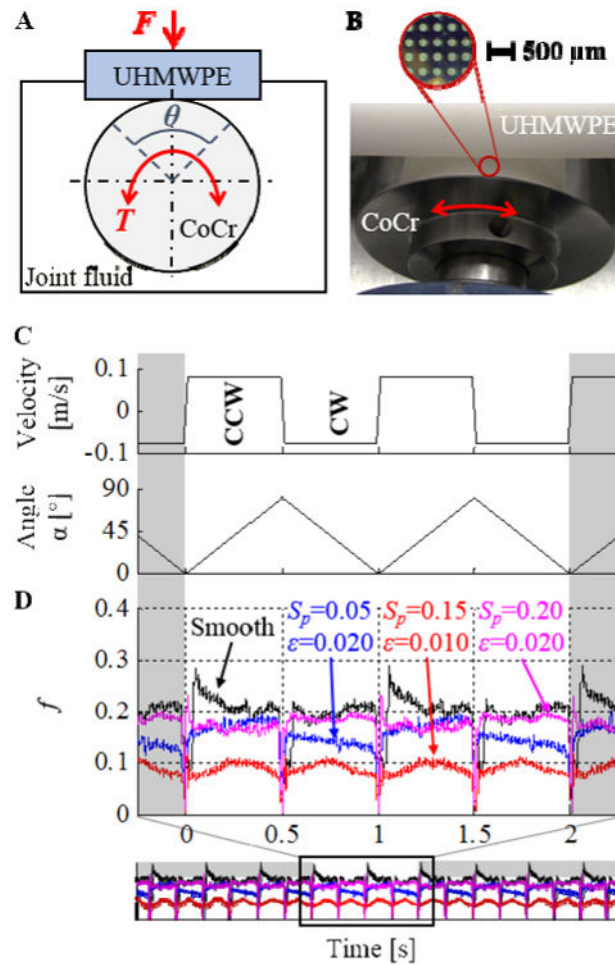 A
F
UHMWPE
θ
T
CoCr
Joint fluid
B
500 µm
UHMWPE
CoCr
C
Velocity
[m/s]
0.1
0
-0.1
CCW
CW
Angle
α [°]
90
45
0
D
f
0.4
0.3
0.2
0.1
0
Smooth
Sp=0.05
ε=0.020
Sp=0.15
ε=0.010
Sp=0.20
ε=0.020
0 0.5 1 1.5 2
Time [s]